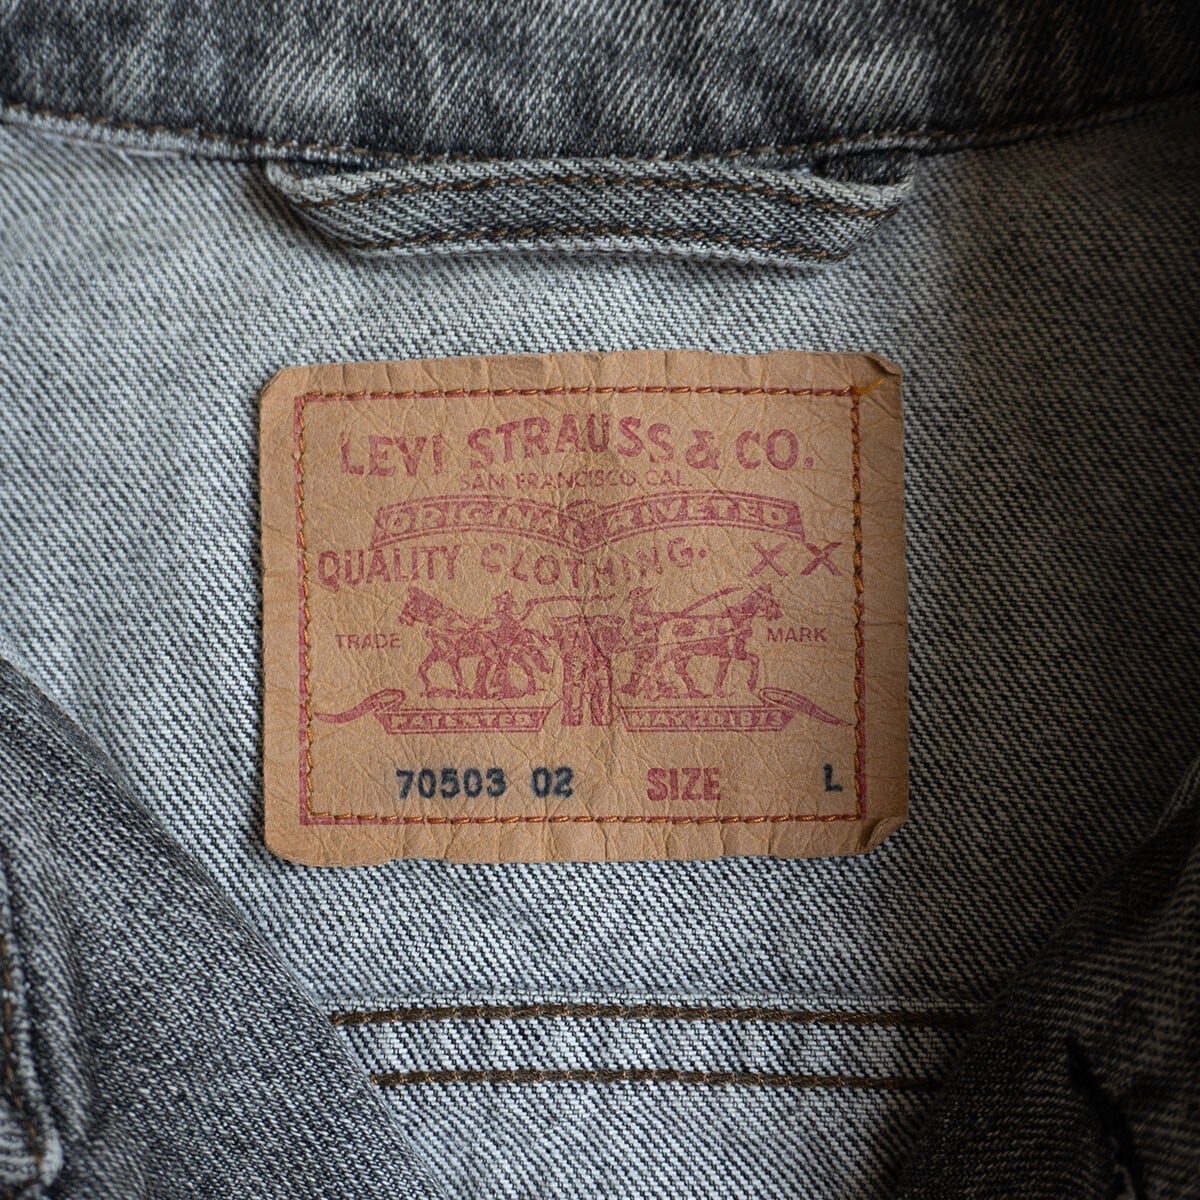 LEVI STRAUSS & CO.
SAN FRANCISCO, CAL.
ORIGINAL RIVETED
QUALITY CLOTHING. XX
TRADE MARK
PATENTED MAY 20 1873
70503 02 SIZE L